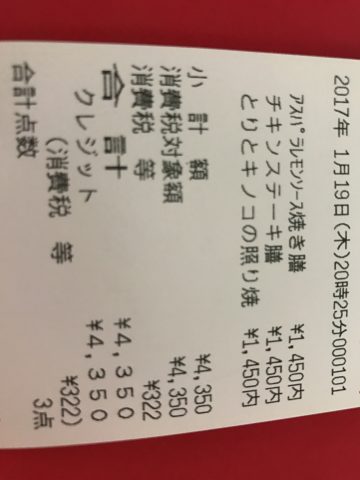 2017年 1月19日(木)20時25分000101
アスパラレモンソース焼き膳 ¥1,450内
チキンステーキ膳 ¥1,450内
とりとキノコの照り焼 ¥1,450内
小 計 額 ¥4,350
消費税対象額 ¥4,350
消費税 等 ¥322
合 計 ¥4,350
クレジット ¥4,350
(消費税 等 ¥322)
合計点数 3点